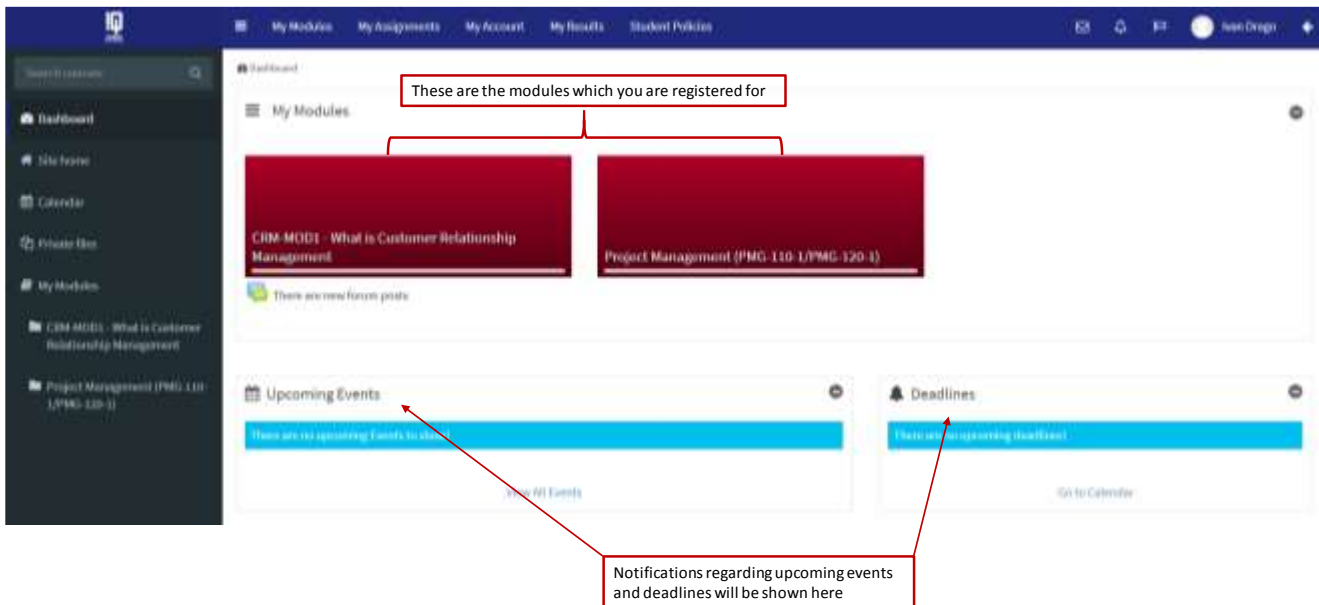 IQ
My Modules My Assignments My Account My Results Student Policies
Ivan Drago
Search courses
Dashboard
Site home
Calendar
Private files
My Modules
CRM-MOD1 - What is Customer
Relationship Management
Project Management (PMG-110-
1/PMG-120-1)
Dashboard
These are the modules which you are registered for
My Modules
CRM-MOD1 - What is Customer Relationship
Management
Project Management (PMG-110-1/PMG-120-1)
There are new forum posts
Upcoming Events
There are no upcoming Events to
View All Events
Deadlines
There are no upcoming deadlines!
Go to Calendar
Notifications regarding upcoming events
and deadlines will be shown here